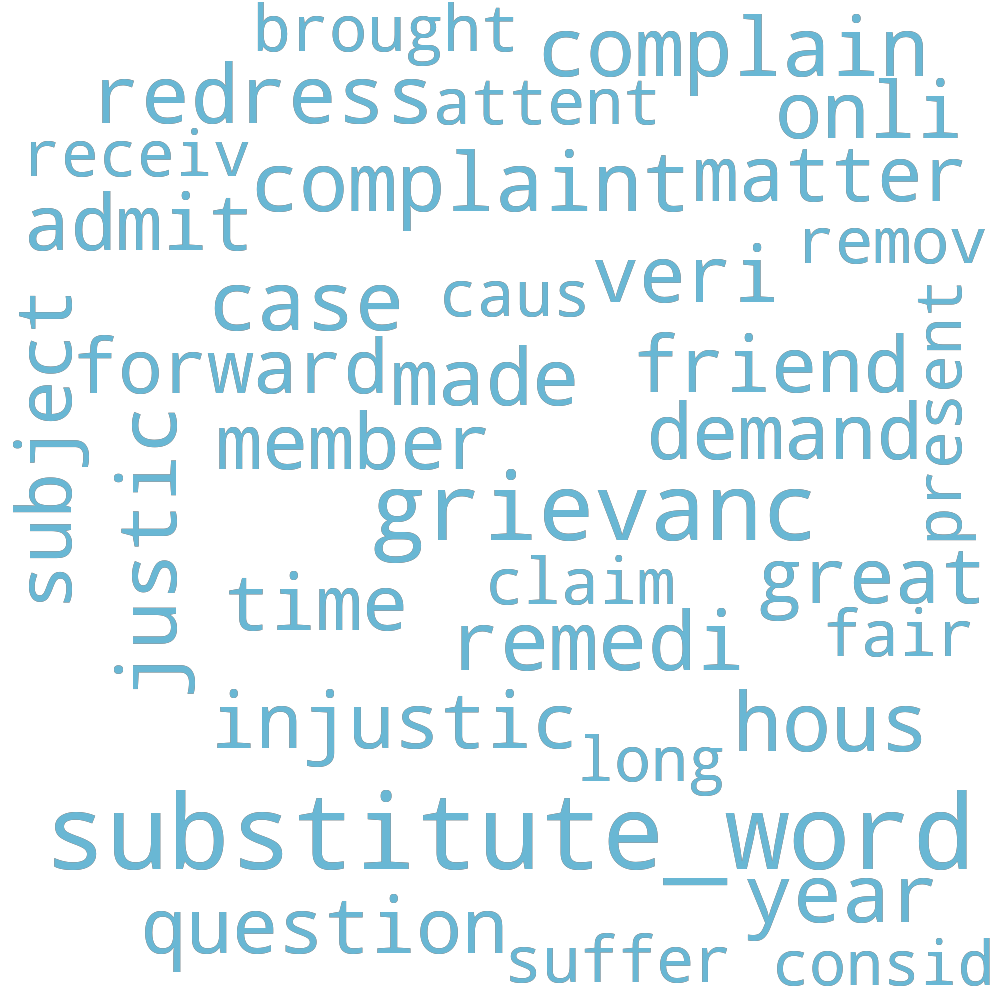 brought
complain
redress
attent
onli
receiv
complaint
matter
admit
remov
case
caus
veri
subject
forward
made
friend
present
justic
member
demand
grievanc
time
claim
great
remedi
fair
injustic
long
hous
substitute_word
year
question
suffer
consid